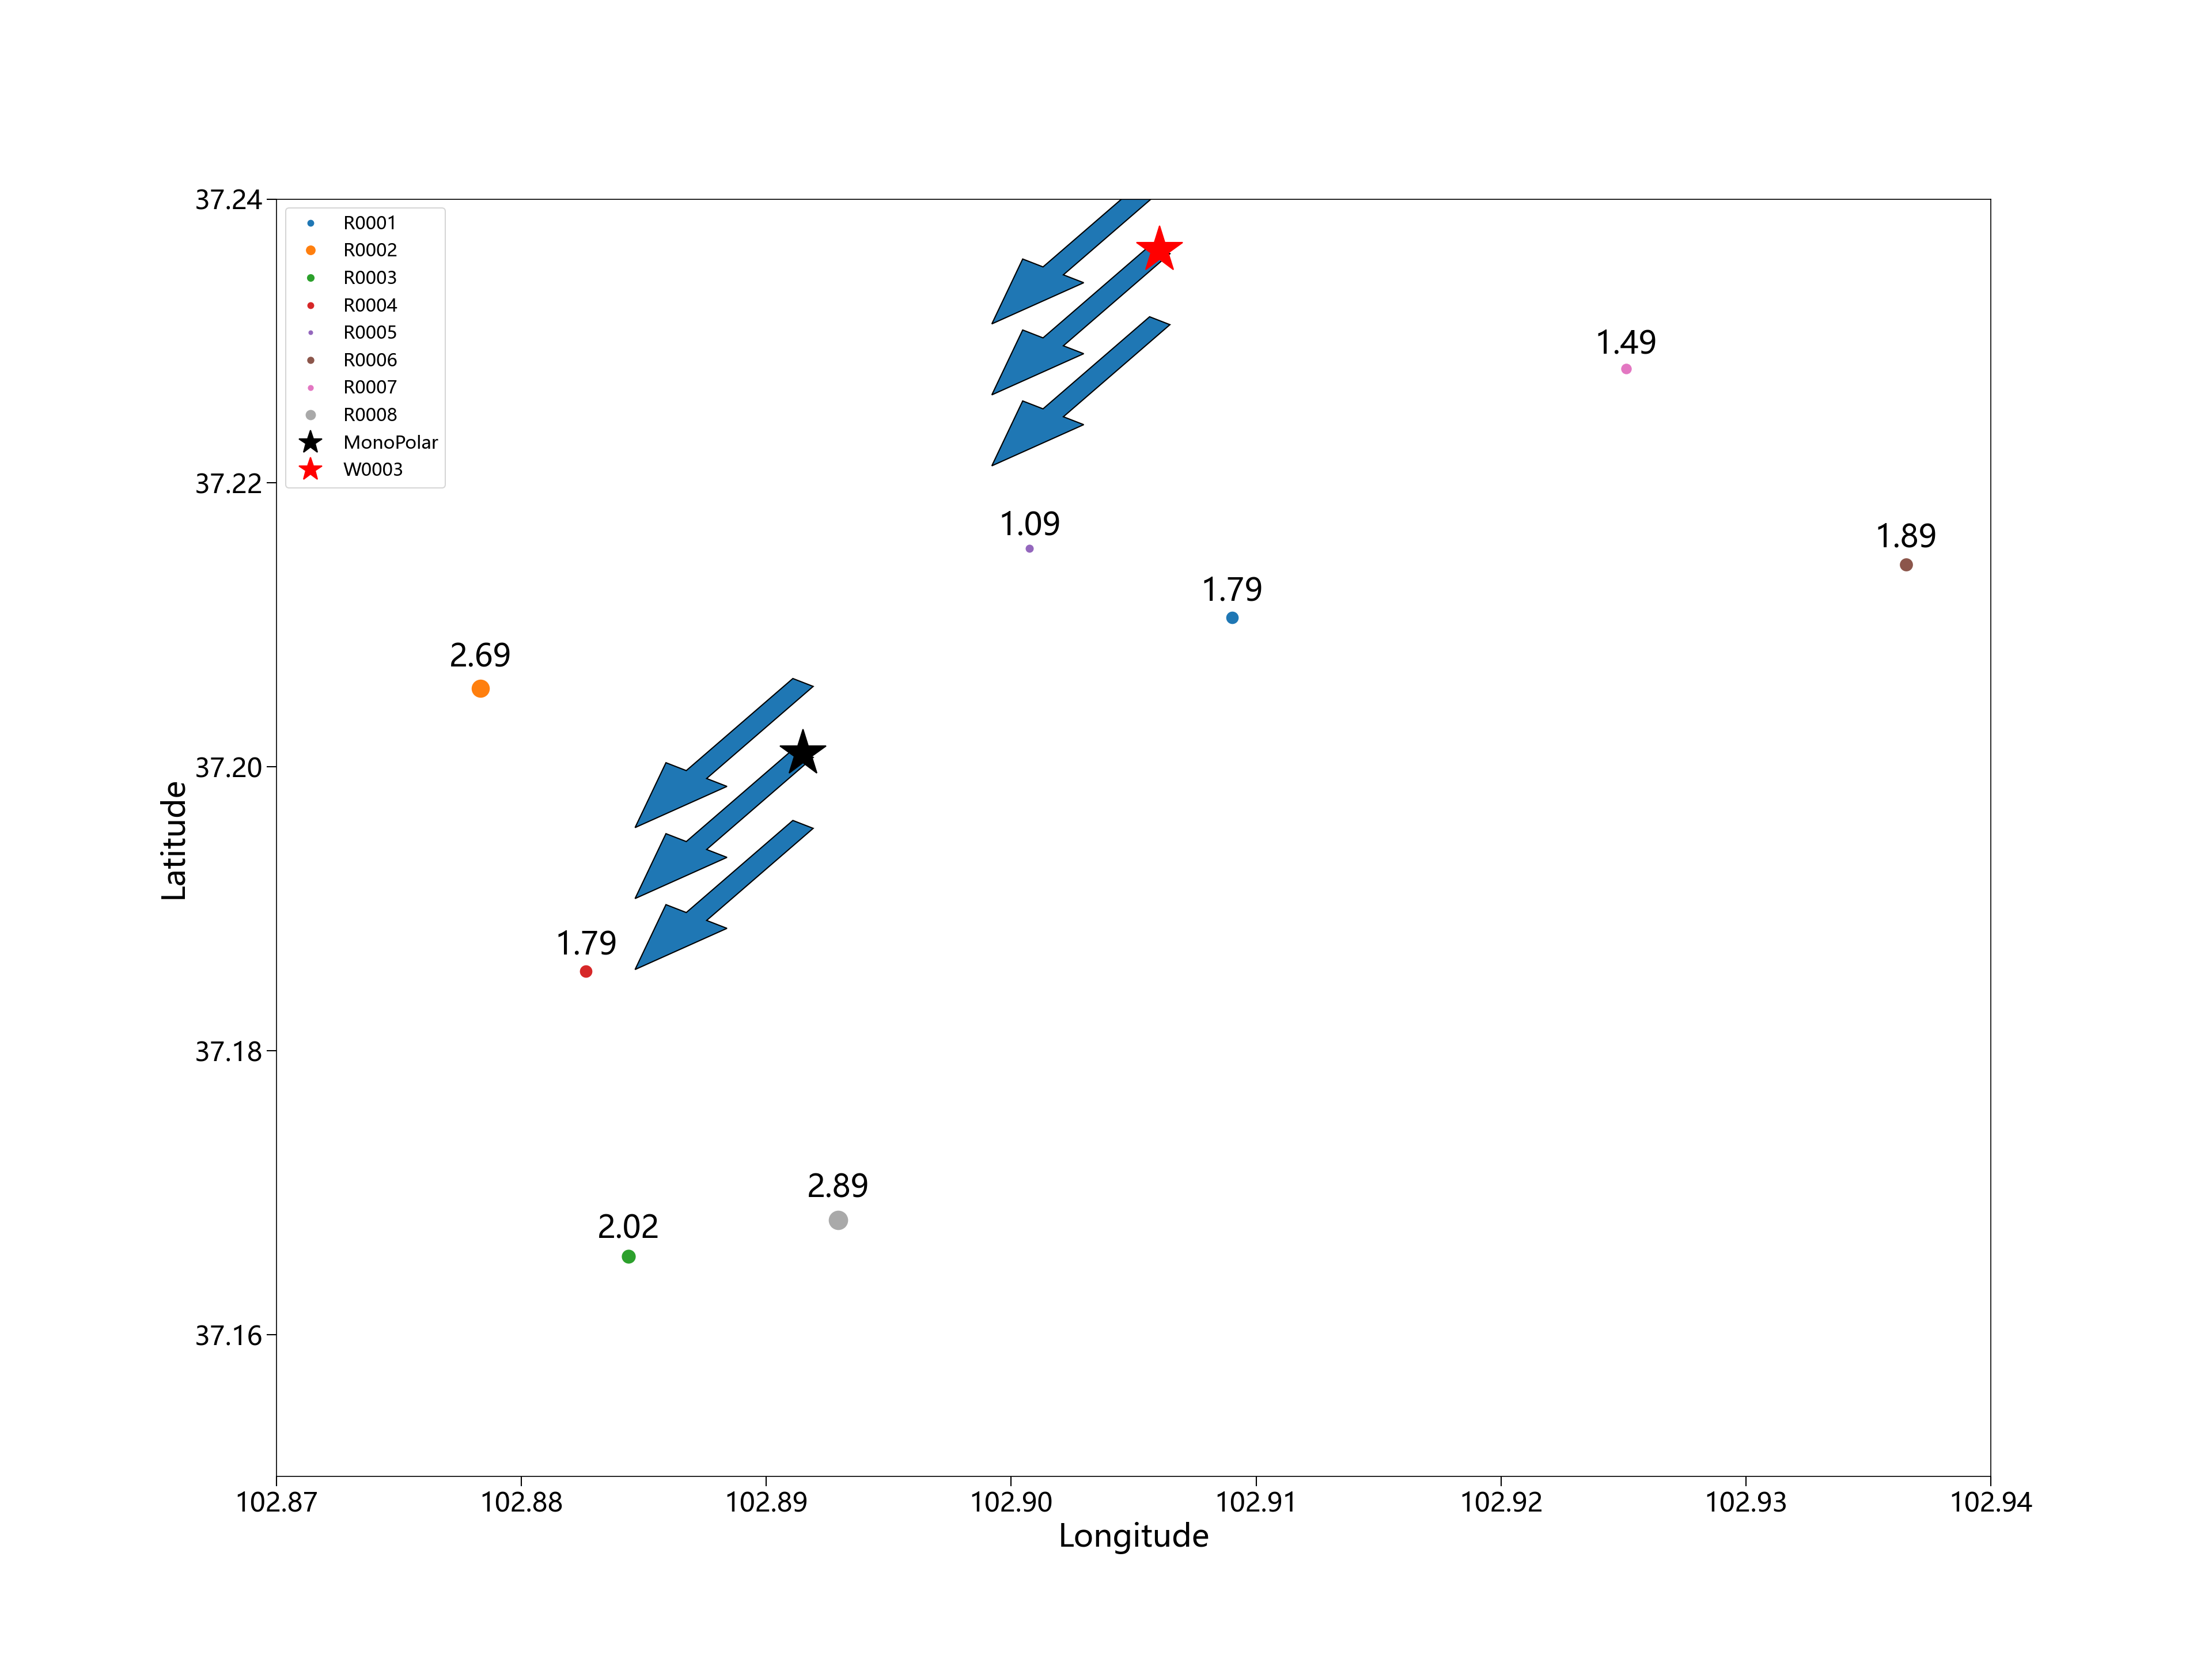 37.24
37.22
37.20
37.18
37.16
Latitude
R0001
R0002
R0003
R0004
R0005
R0006
R0007
R0008
MonoPolar
W0003
1.49
1.09
1.89
1.79
2.69
1.79
2.89
2.02
102.87 102.88 102.89 102.90 102.91 102.92 102.93 102.94
Longitude